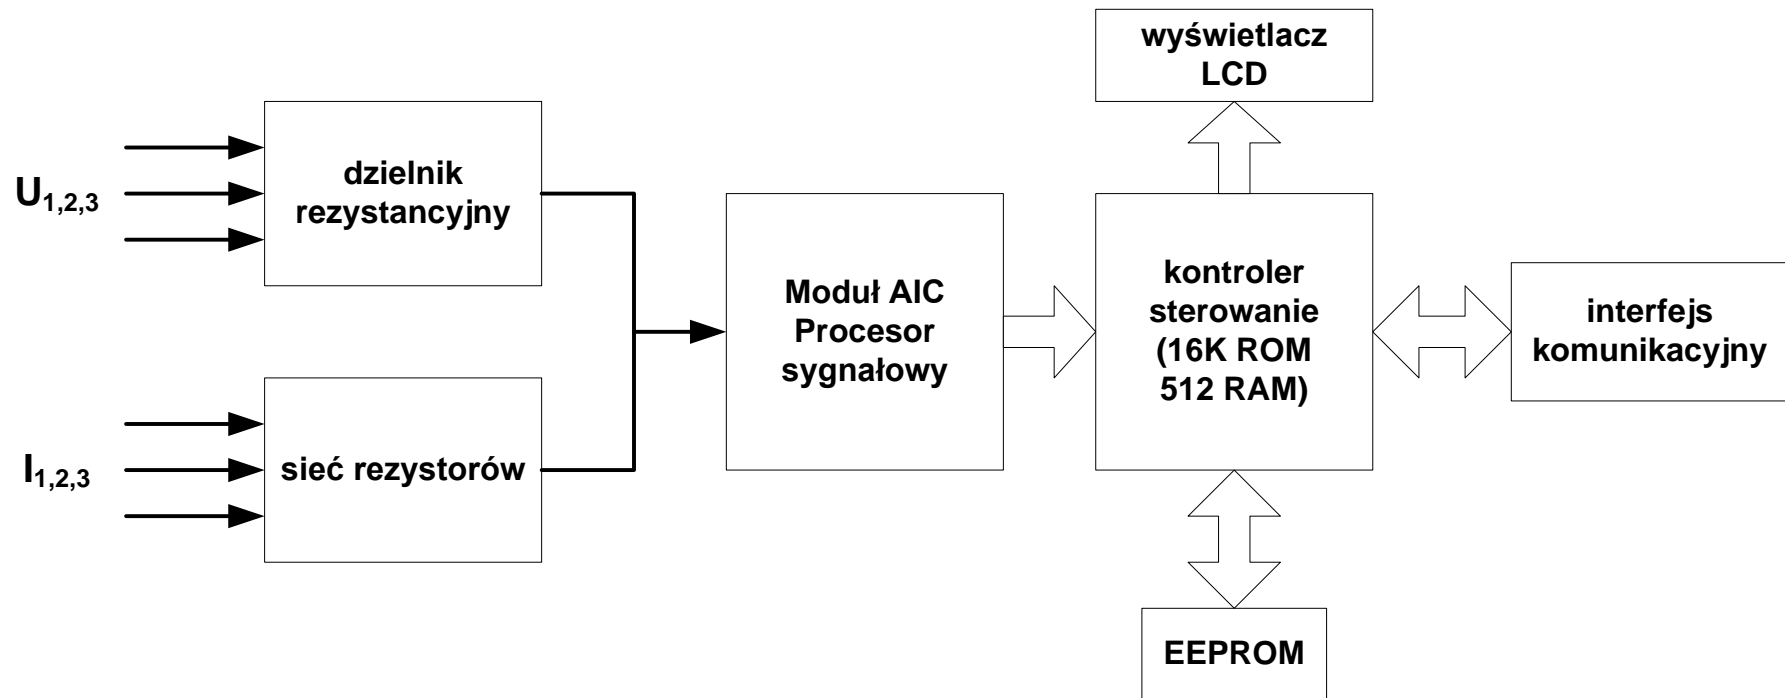 U1,2,3
dzielnik
rezystancyjny
I1,2,3
sieć rezystorów
Moduł AIC
Procesor
sygnałowy
wyświetlacz
LCD
kontroler
sterowanie
(16K ROM
512 RAM)
interfejs
komunikacyjny
EEPROM